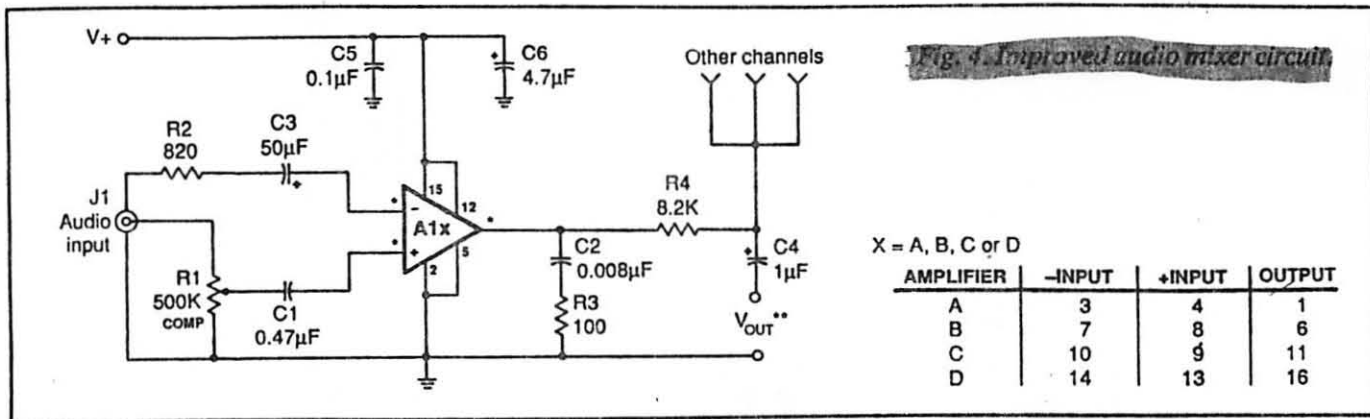 Fig. 4. Improved audio mixer circuit.
V+
C5
0.1µF
+
C6
4.7µF
Other channels
R2
820
C3
50µF
+
J1
Audio
input
R1
500K
COMP
C1
0.47µF
*
*
−
+
A1x
15
12
*
2
5
C2
0.008µF
R3
100
R4
8.2K
+
C4
1µF
VOUT**
X = A, B, C or D
AMPLIFIER −INPUT +INPUT OUTPUT
A 3 4 1
B 7 8 6
C 10 9 11
D 14 13 16